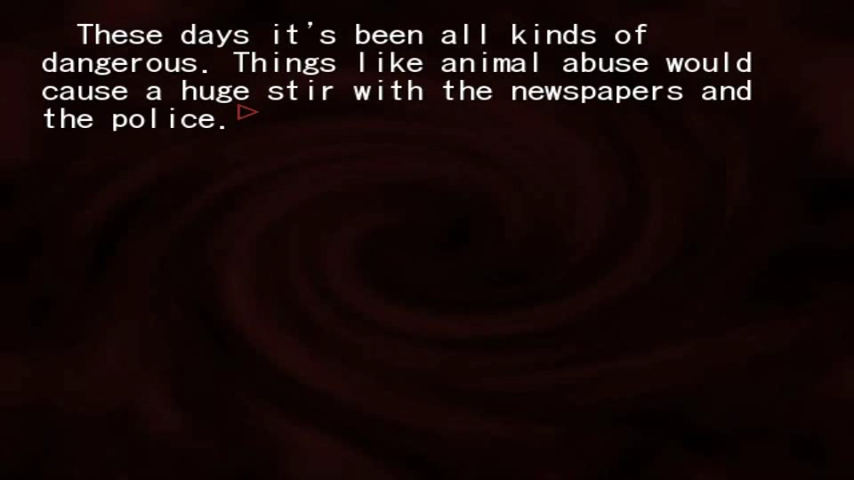 These days it's been all kinds of
dangerous. Things like animal abuse would
cause a huge stir with the newspapers and
the police.